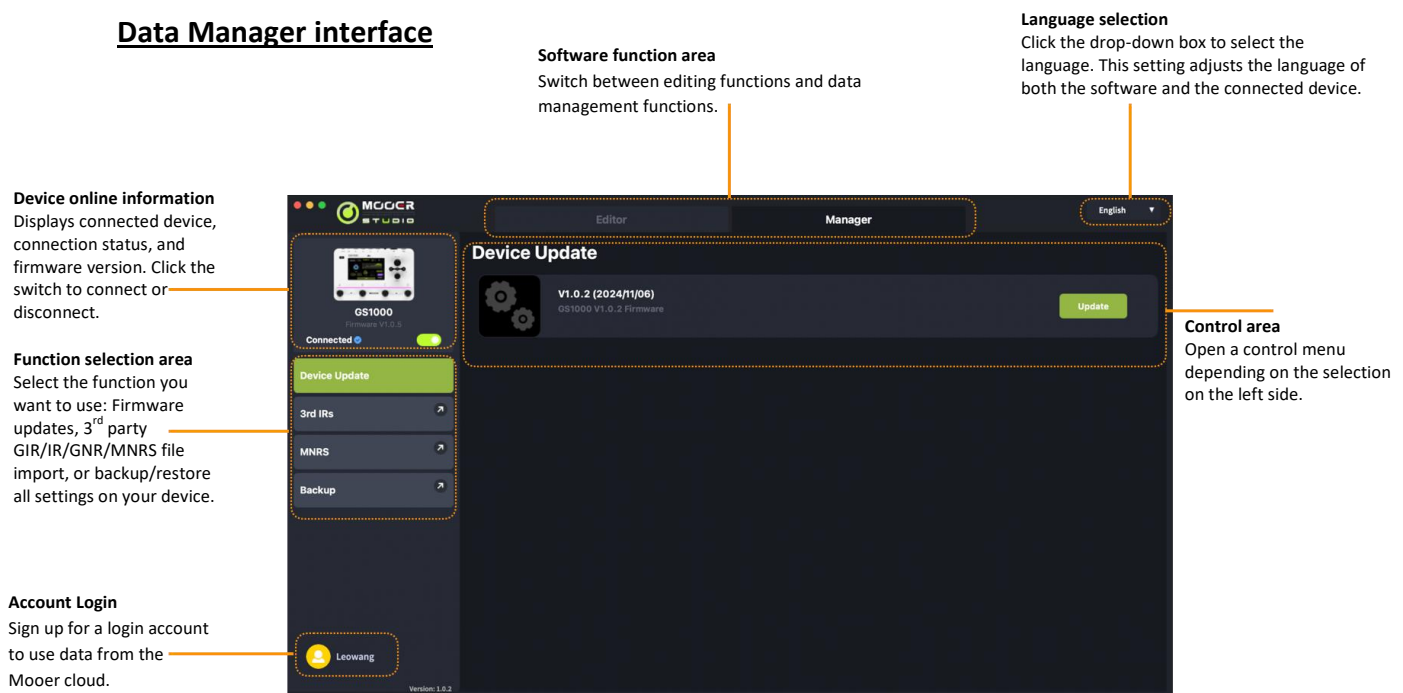 Data Manager interface
Software function area
Switch between editing functions and data
management functions.
Language selection
Click the drop-down box to select the
language. This setting adjusts the language of
both the software and the connected device.
Device online information
Displays connected device,
connection status, and
firmware version. Click the
switch to connect or
disconnect.
Function selection area
Select the function you
want to use: Firmware
updates, 3rd party
GIR/IR/GNR/MNRS file
import, or backup/restore
all settings on your device.
Account Login
Sign up for a login account
to use data from the
Mooer cloud.
MOOER
STUDIO
Editor
Manager
English
GS1000
Firmware V1.0.5
Connected
Device Update
3rd IRs
MNRS
Backup
Leowang
Version: 1.0.2
Device Update
V1.0.2 (2024/11/06)
GS1000 V1.0.2 Firmware
Update
Control area
Open a control menu
depending on the selection
on the left side.